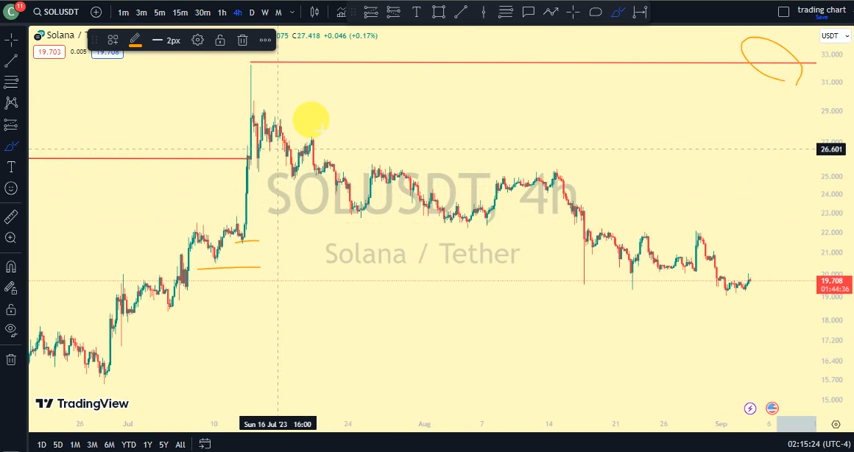 C 11 SOLUSDT 1m 3m 5m 15m 30m 1h 4h D W M trading chart Save
Solana / Te 2px 075 C27.418 +0.046 (+0.17%) USDT
19.703 0.005 19.708
33.000
31.000
29.000
26.601
25.000
SOLUSDT, 4h
24.000
23.000
22.000
Solana / Tether
21.000
20.000
19.708
01:44:36
19.000
18.000
17.200
16.400
15.700
TradingView
15.000
26 Jul 10 Sun 16 Jul '23 16:00 24 Aug 7 14 21 28 Sep 6
1D 5D 1M 3M 6M YTD 1Y 5Y All 02:15:24 (UTC-4)